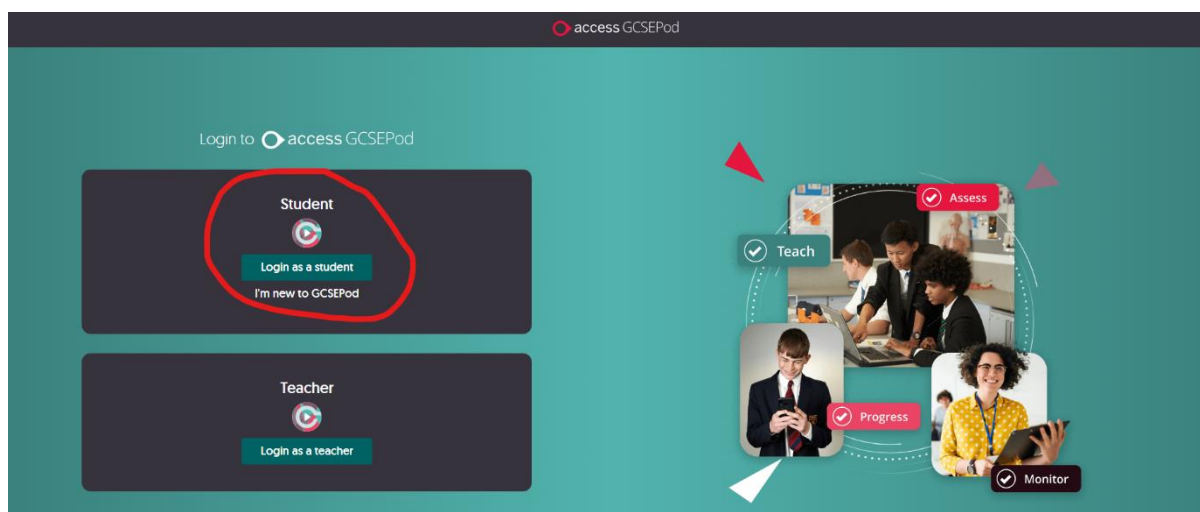 access GCSEPod
Login to access GCSEPod
Student
Login as a student
I'm new to GCSEPod
Teacher
Login as a teacher
Assess
Teach
Progress
Monitor